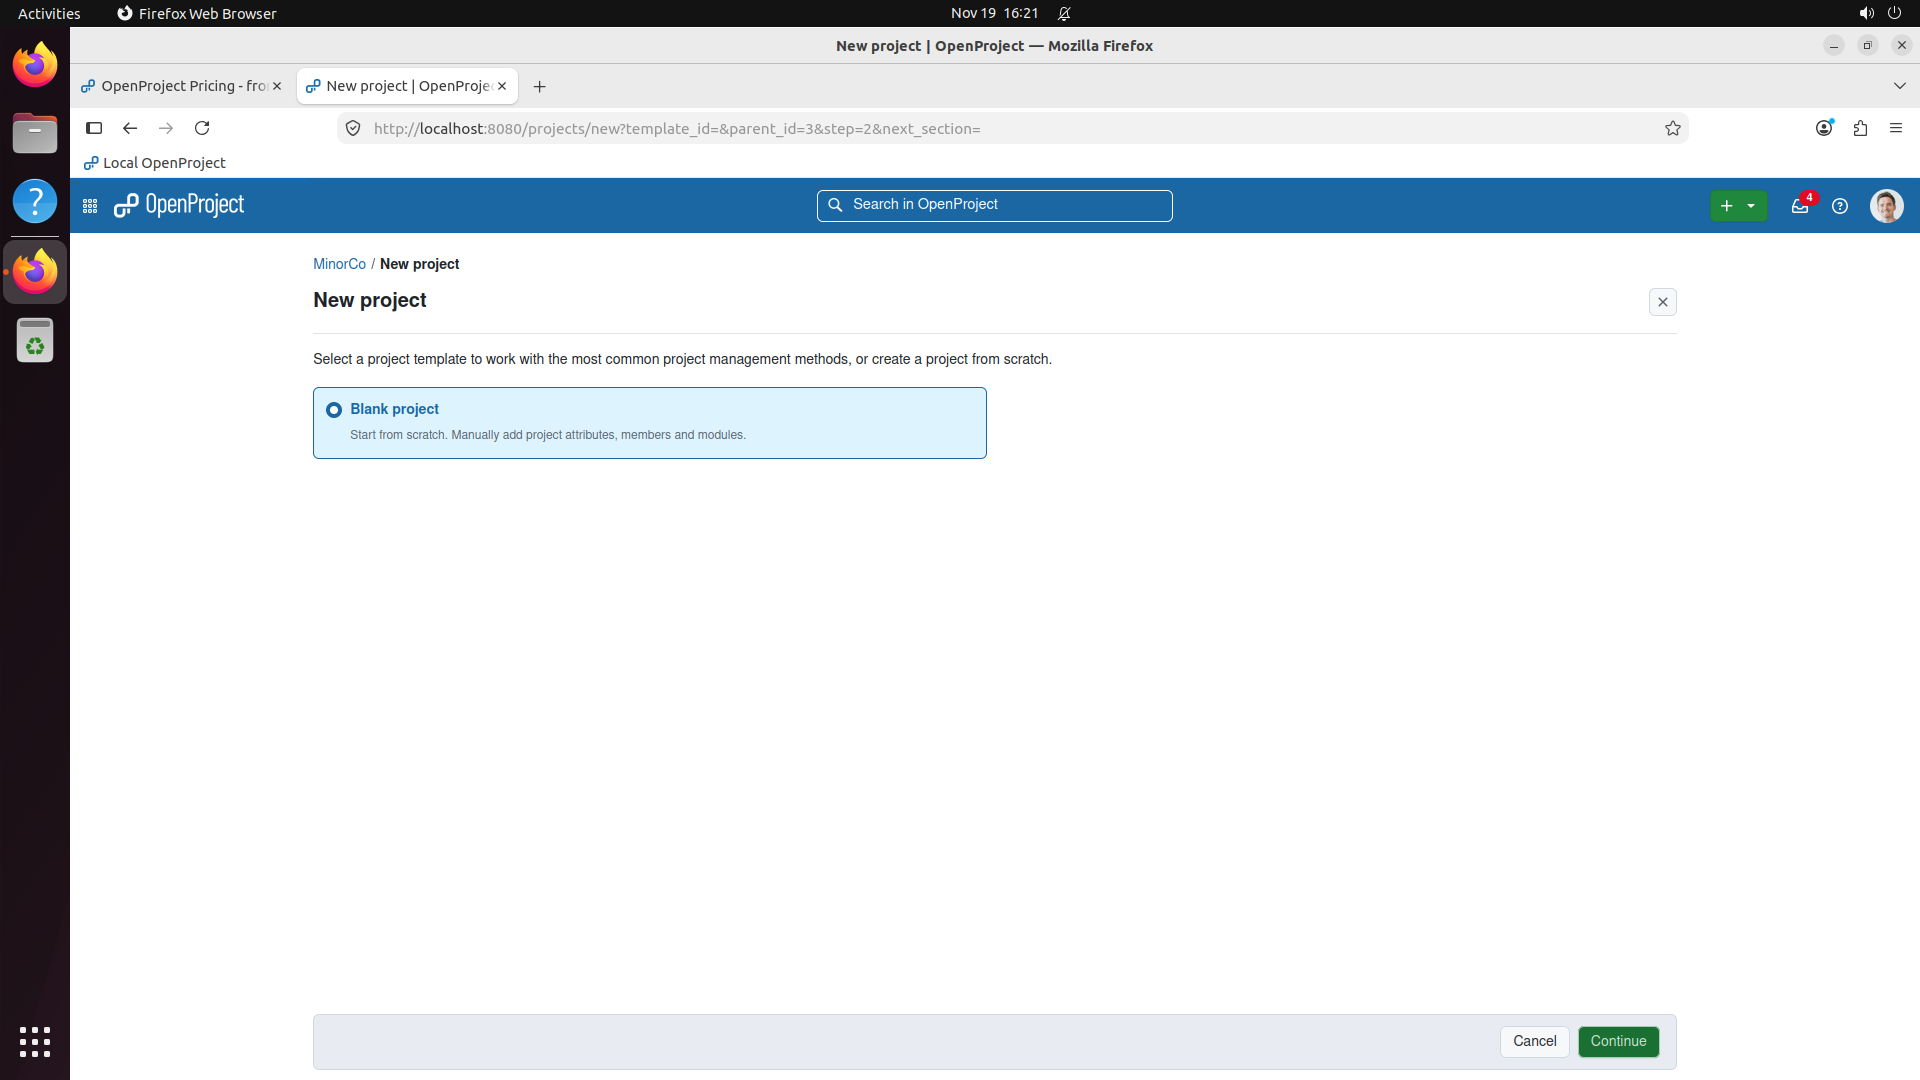 Activities
Firefox Web Browser
Nov 19 16:21
New project | OpenProject — Mozilla Firefox
OpenProject Pricing - fro
New project | OpenProje
http://localhost:8080/projects/new?template_id=&parent_id=3&step=2&next_section=
Local OpenProject
OpenProject
Search in OpenProject
4
MinorCo / New project
New project
Select a project template to work with the most common project management methods, or create a project from scratch.
Blank project
Start from scratch. Manually add project attributes, members and modules.
Cancel
Continue